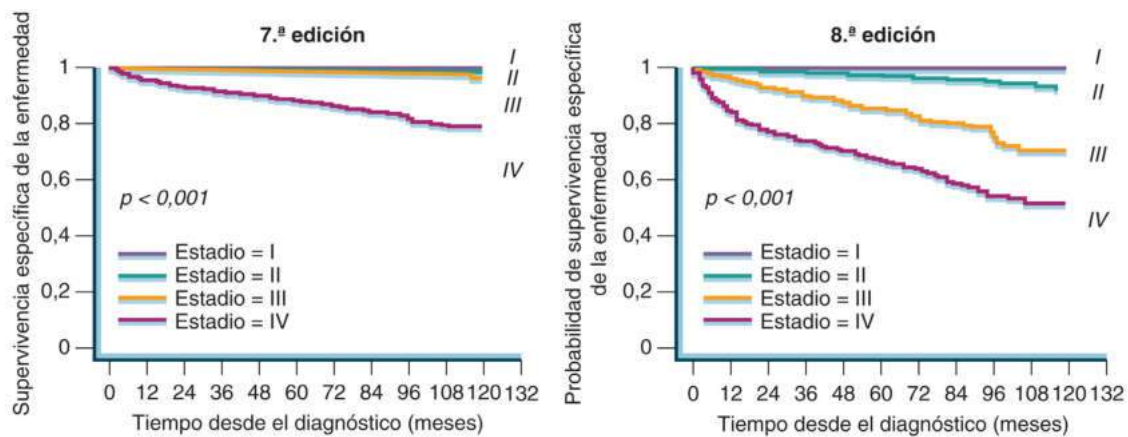 7.ª edición
Supervivencia específica de la enfermedad
1
0,8
0,6
0,4
0,2
0
I
II
III
IV
p < 0,001
Estadio = I
Estadio = II
Estadio = III
Estadio = IV
0 12 24 36 48 60 72 84 96 108 120 132
Tiempo desde el diagnóstico (meses)
8.ª edición
Probabilidad de supervivencia específica
de la enfermedad
1
0,8
0,6
0,4
0,2
0
I
II
III
IV
p < 0,001
Estadio = I
Estadio = II
Estadio = III
Estadio = IV
0 12 24 36 48 60 72 84 96 108 120 132
Tiempo desde el diagnóstico (meses)